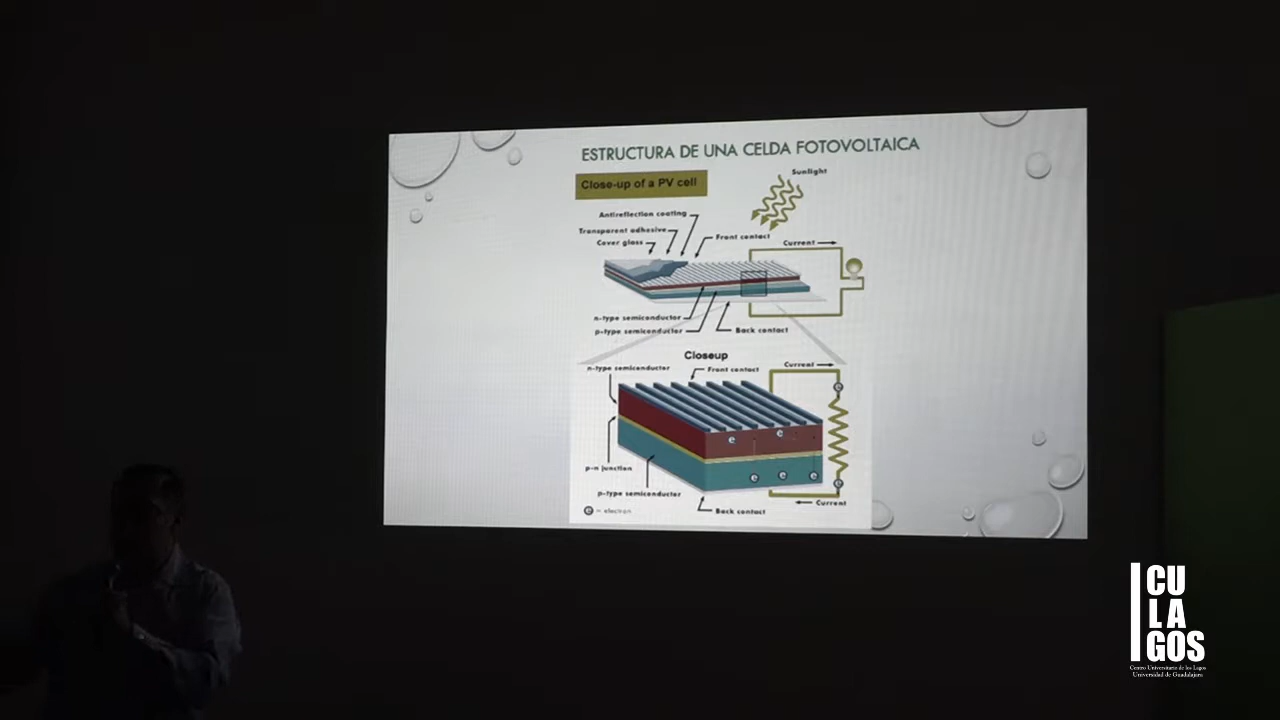 ESTRUCTURA DE UNA CELDA FOTOVOLTAICA
Close-up of a PV cell
Sunlight
Antireflection coating
Transparent adhesive
Cover glass
Front contact
Current
n-type semiconductor
p-type semiconductor
Back contact
Closeup
n-type semiconductor
Front contact
Current
e
e
e
p-n junction
p-type semiconductor
e
e
e
e
Current
Back contact
e = electron
CU
LA
GOS
Centro Universitario de los Lagos
Universidad de Guadalajara